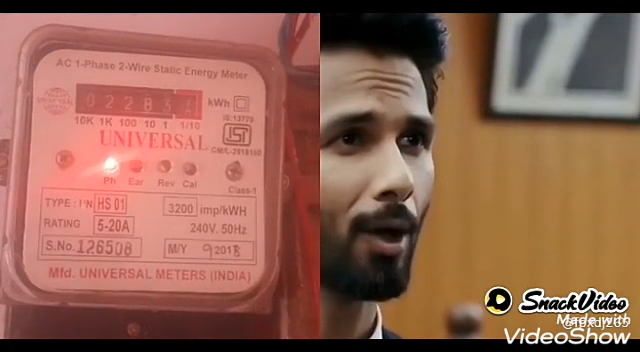 AC 1-Phase 2-Wire Static Energy Meter
kWh
IS:13779
10K 1K 100 10 1 1/10
UNIVERSAL
ISI
Ph Ear Rev Cal
Class-1
TYPE: HS 01
3200 imp/kWH
RATING 5-20A
240V. 50Hz
S.No. 126508
M/Y 9 2018
Mfd. UNIVERSAL METERS (INDIA)
SnackVideo
Made with
VideoShow